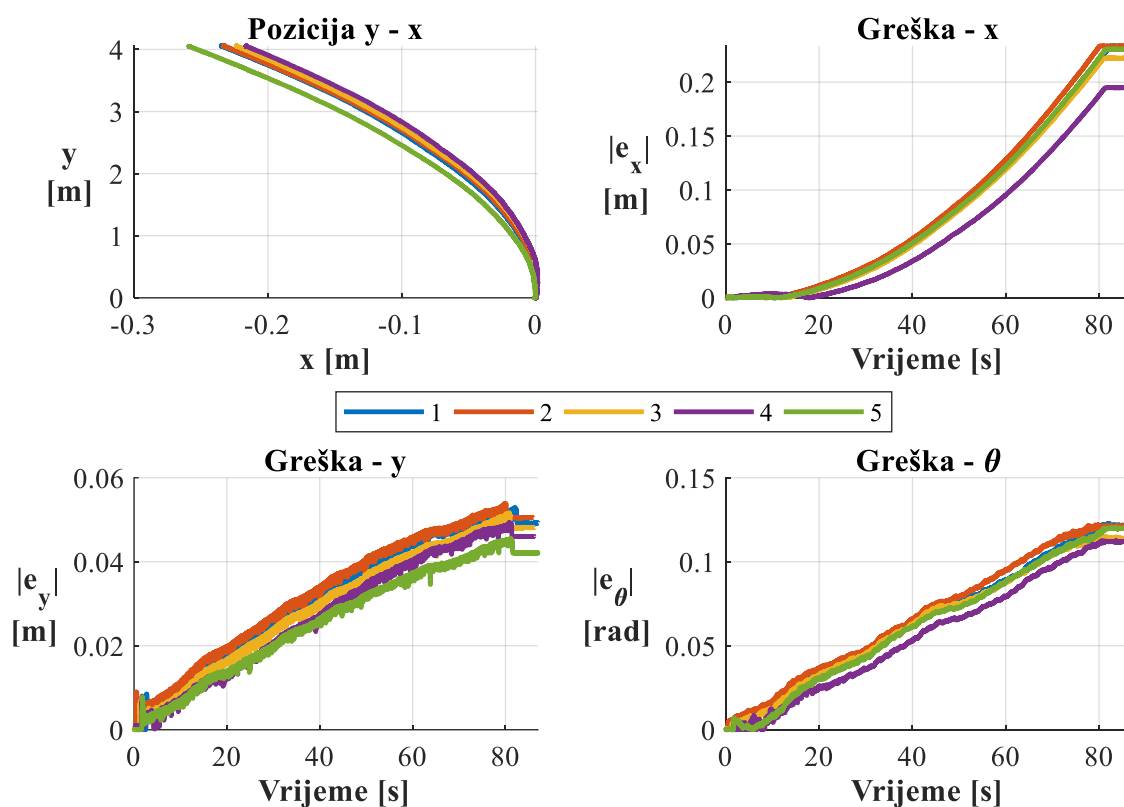 Pozicija y - x
4
3
2
1
0
y
[m]
-0.3
-0.2
-0.1
0
x [m]
Greška - x
0.2
0.15
0.1
0.05
0
|e_x|
[m]
0
20
40
60
80
Vrijeme [s]
1 2 3 4 5
Greška - y
0.06
0.04
0.02
0
|e_y|
[m]
0
20
40
60
80
Vrijeme [s]
Greška - θ
0.15
0.1
0.05
0
|e_θ|
[rad]
0
20
40
60
80
Vrijeme [s]